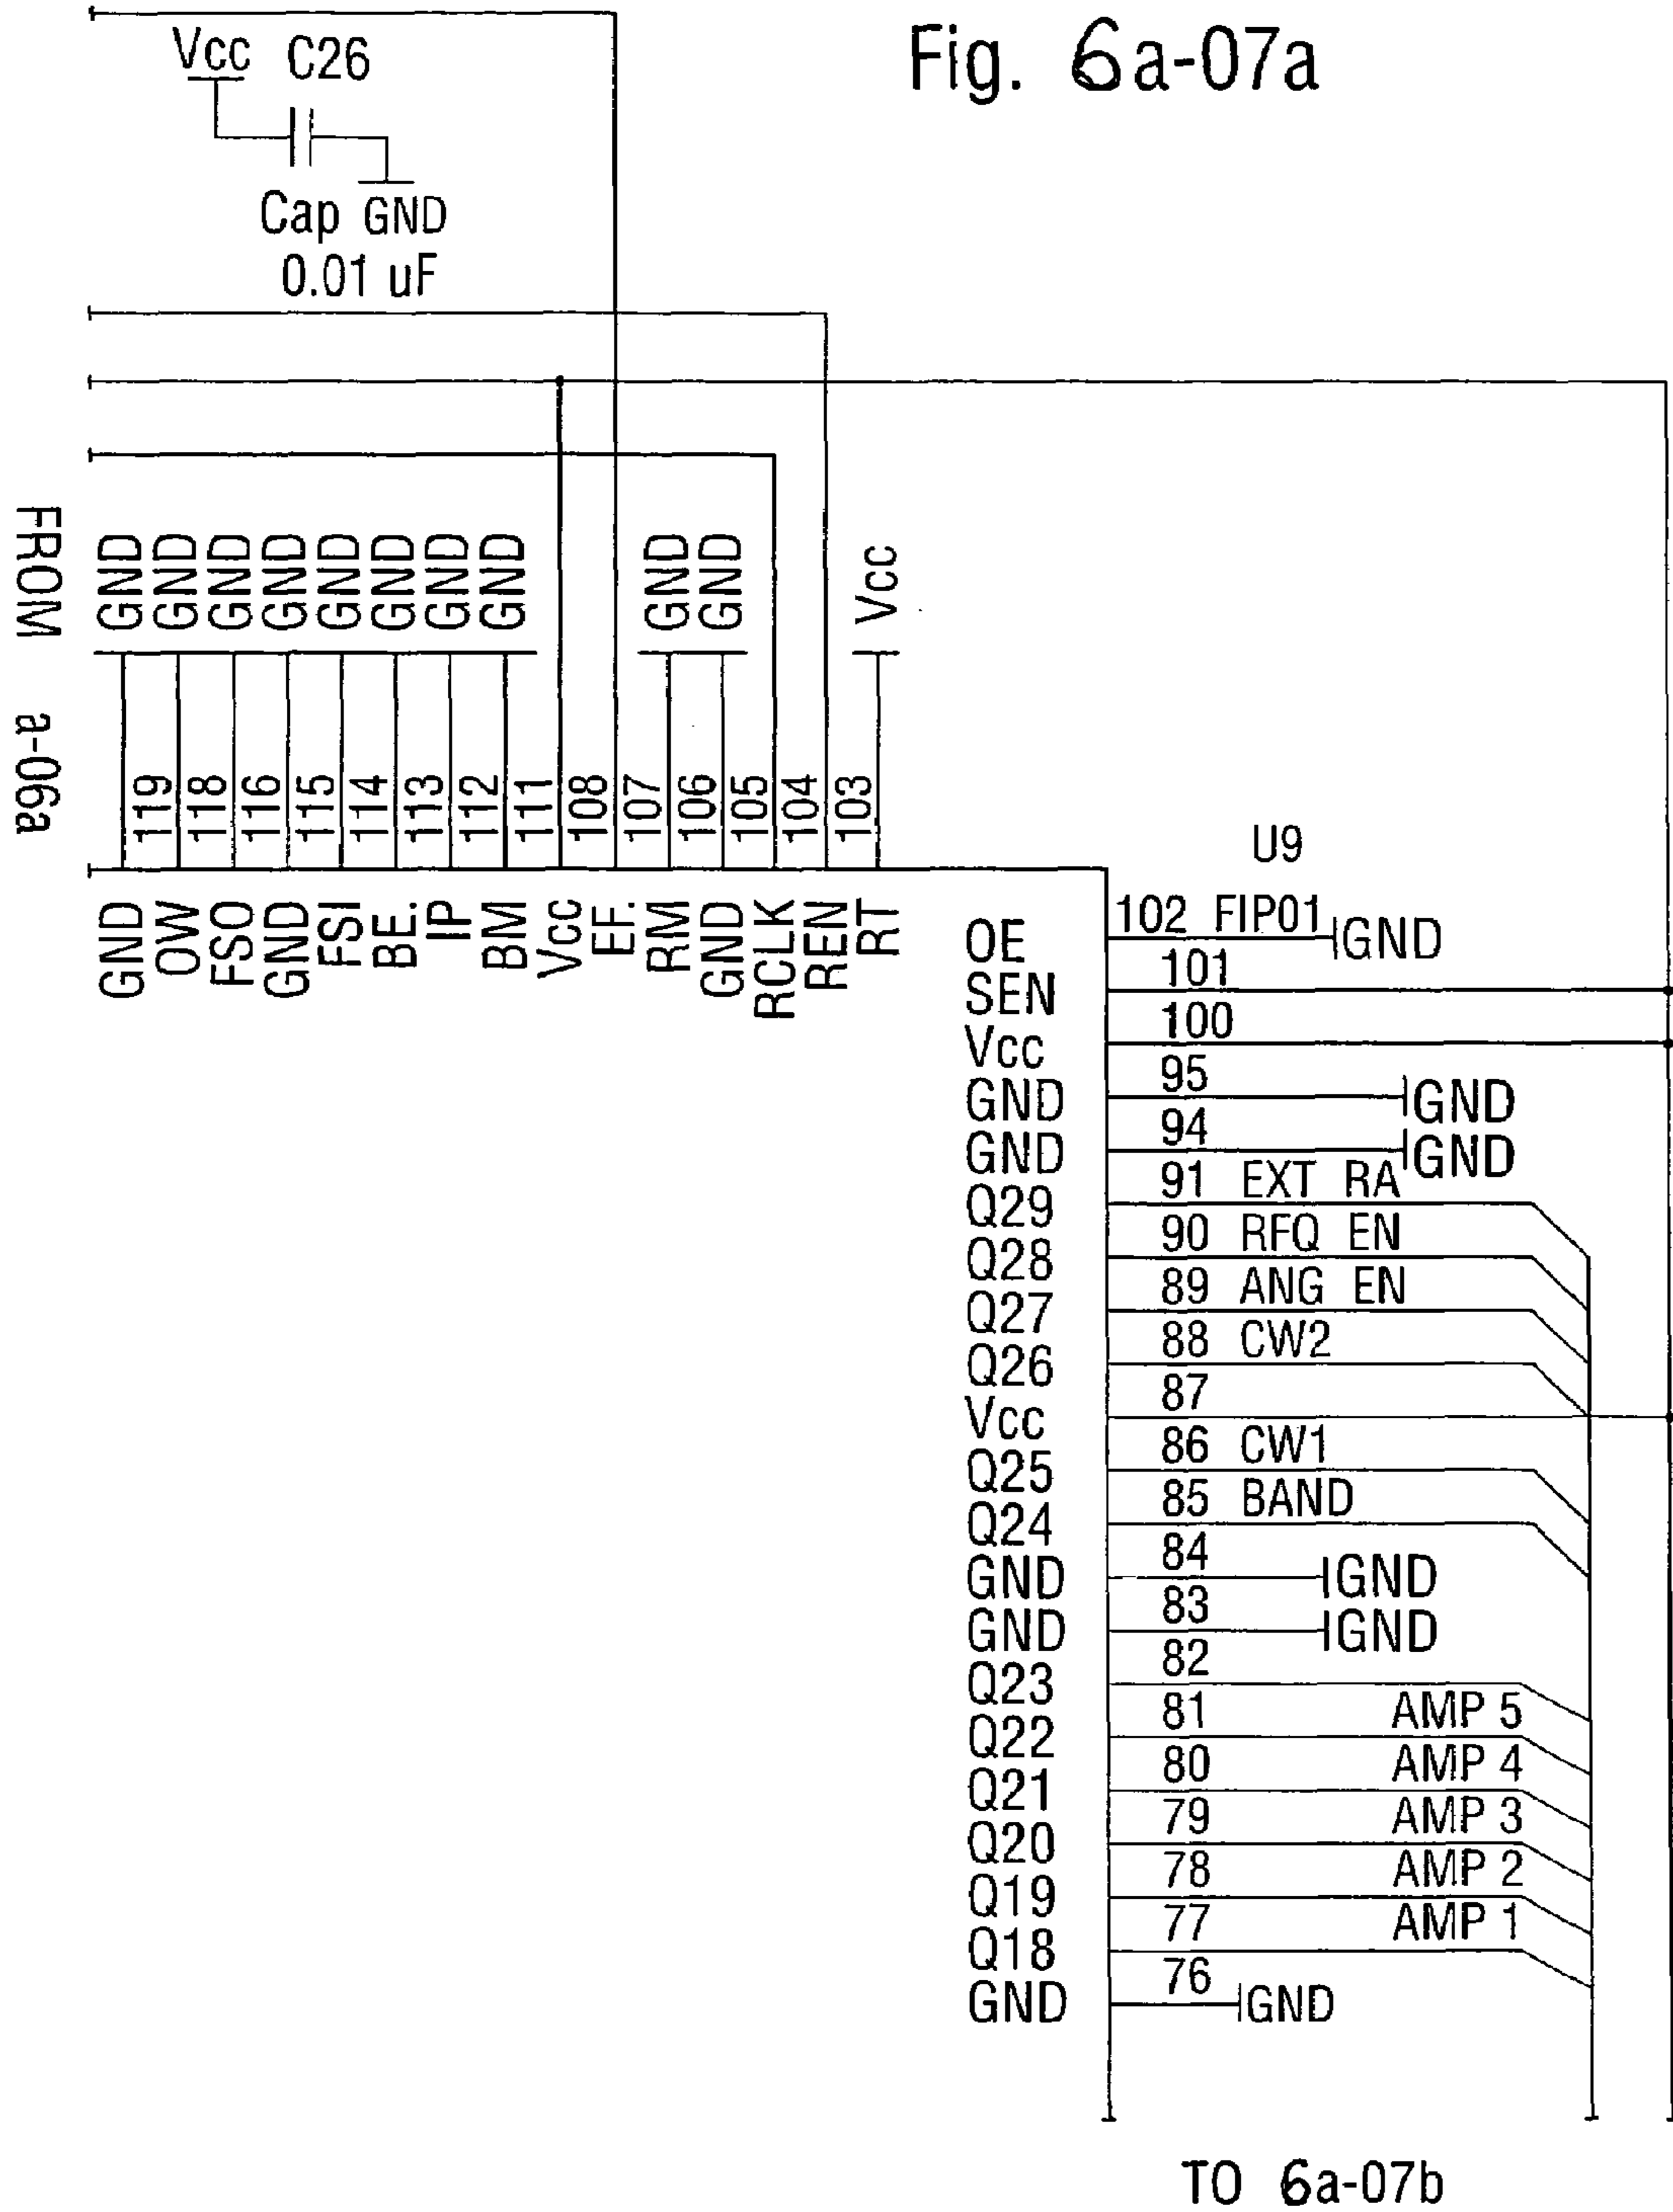 Fig. 6a-07a
Vcc C26
Cap GND
0.01 uF
FROM a-06a
GND GND GND GND GND GND GND GND GND GND Vcc
119 118 116 115 114 113 112 111 108 107 106 105 104 103
GND OW FSO GND FSI BE. IP BM Vcc EF. RM GND RCLK REN RT
U9
OE 102 FIP01 GND
SEN 101
Vcc 100
GND 95 GND
GND 94 GND
Q29 91 EXT RA
Q28 90 RFQ EN
Q27 89 ANG EN
Q26 88 CW2
Vcc 87
Q25 86 CW1
Q24 85 BAND
GND 84 GND
GND 83 GND
Q23 82
Q22 81 AMP 5
Q21 80 AMP 4
Q20 79 AMP 3
Q19 78 AMP 2
Q18 77 AMP 1
GND 76 GND
TO 6a-07b